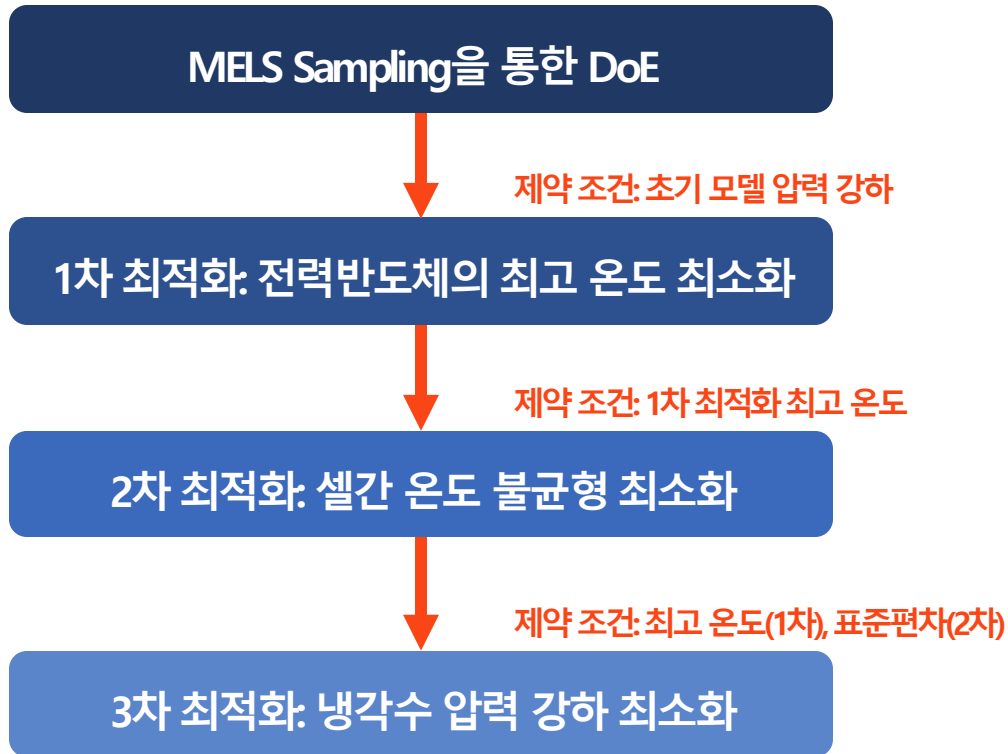 MELS Sampling을 통한 DoE
제약 조건: 초기 모델 압력 강하
1차 최적화: 전력반도체의 최고 온도 최소화
제약 조건: 1차 최적화 최고 온도
2차 최적화: 셀간 온도 불균형 최소화
제약 조건: 최고 온도(1차), 표준편차(2차)
3차 최적화: 냉각수 압력 강하 최소화